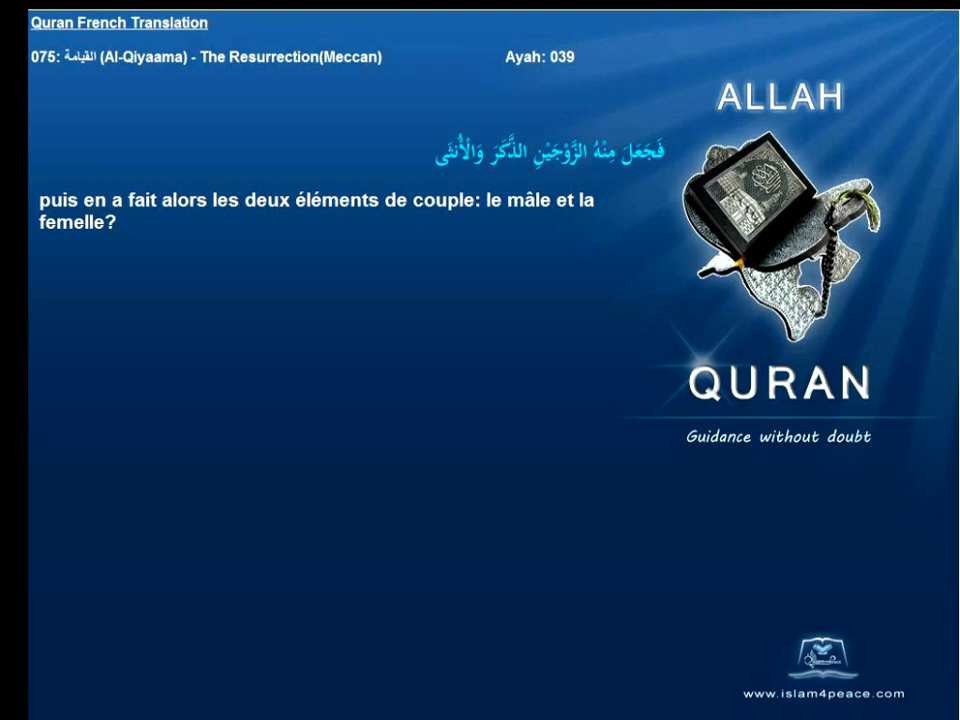 Quran French Translation
075: القيامة (Al-Qiyaama) - The Resurrection(Meccan) Ayah: 039
ALLAH
فَجَعَلَ مِنْهُ الزَّوْجَيْنِ الذَّكَرَ وَالْأُنثَى
puis en a fait alors les deux éléments de couple: le mâle et la
femelle?
QURAN
Guidance without doubt
www.islam4peace.com